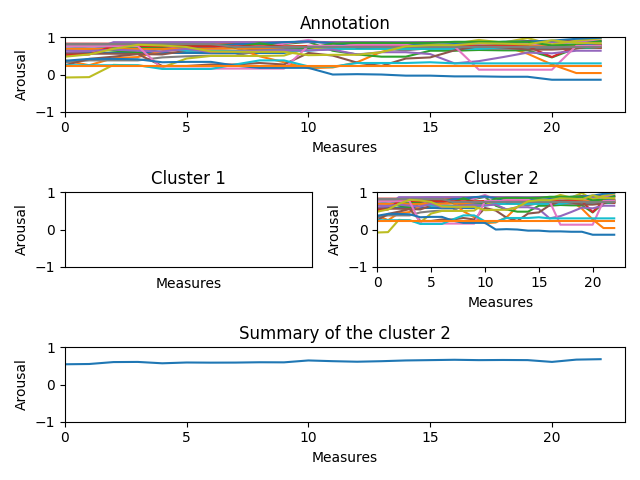 Annotation
Arousal
1
0
-1
0 5 10 15 20
Measures
Cluster 1
Arousal
1
0
-1
Measures
Cluster 2
Arousal
1
0
-1
0 5 10 15 20
Measures
Summary of the cluster 2
Arousal
1
0
-1
0 5 10 15 20
Measures